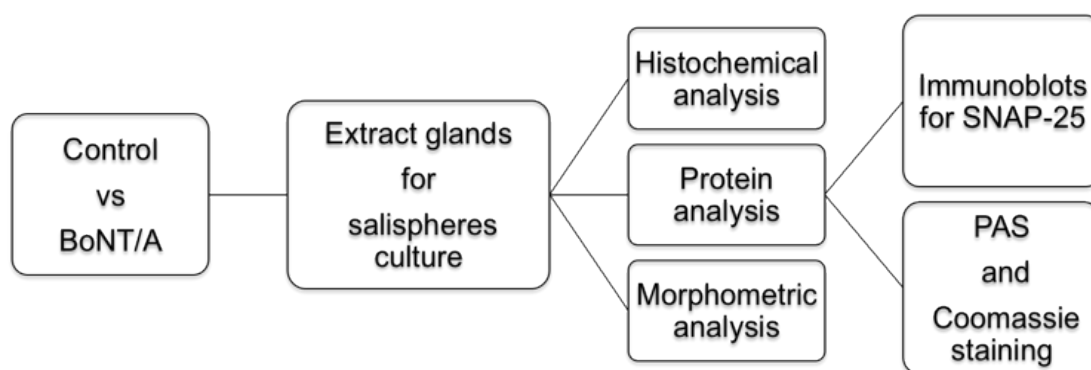 Control
vs
BoNT/A
Extract glands
for
salispheres
culture
Histochemical
analysis
Protein
analysis
Morphometric
analysis
Immunoblots
for SNAP-25
PAS
and
Coomassie
staining